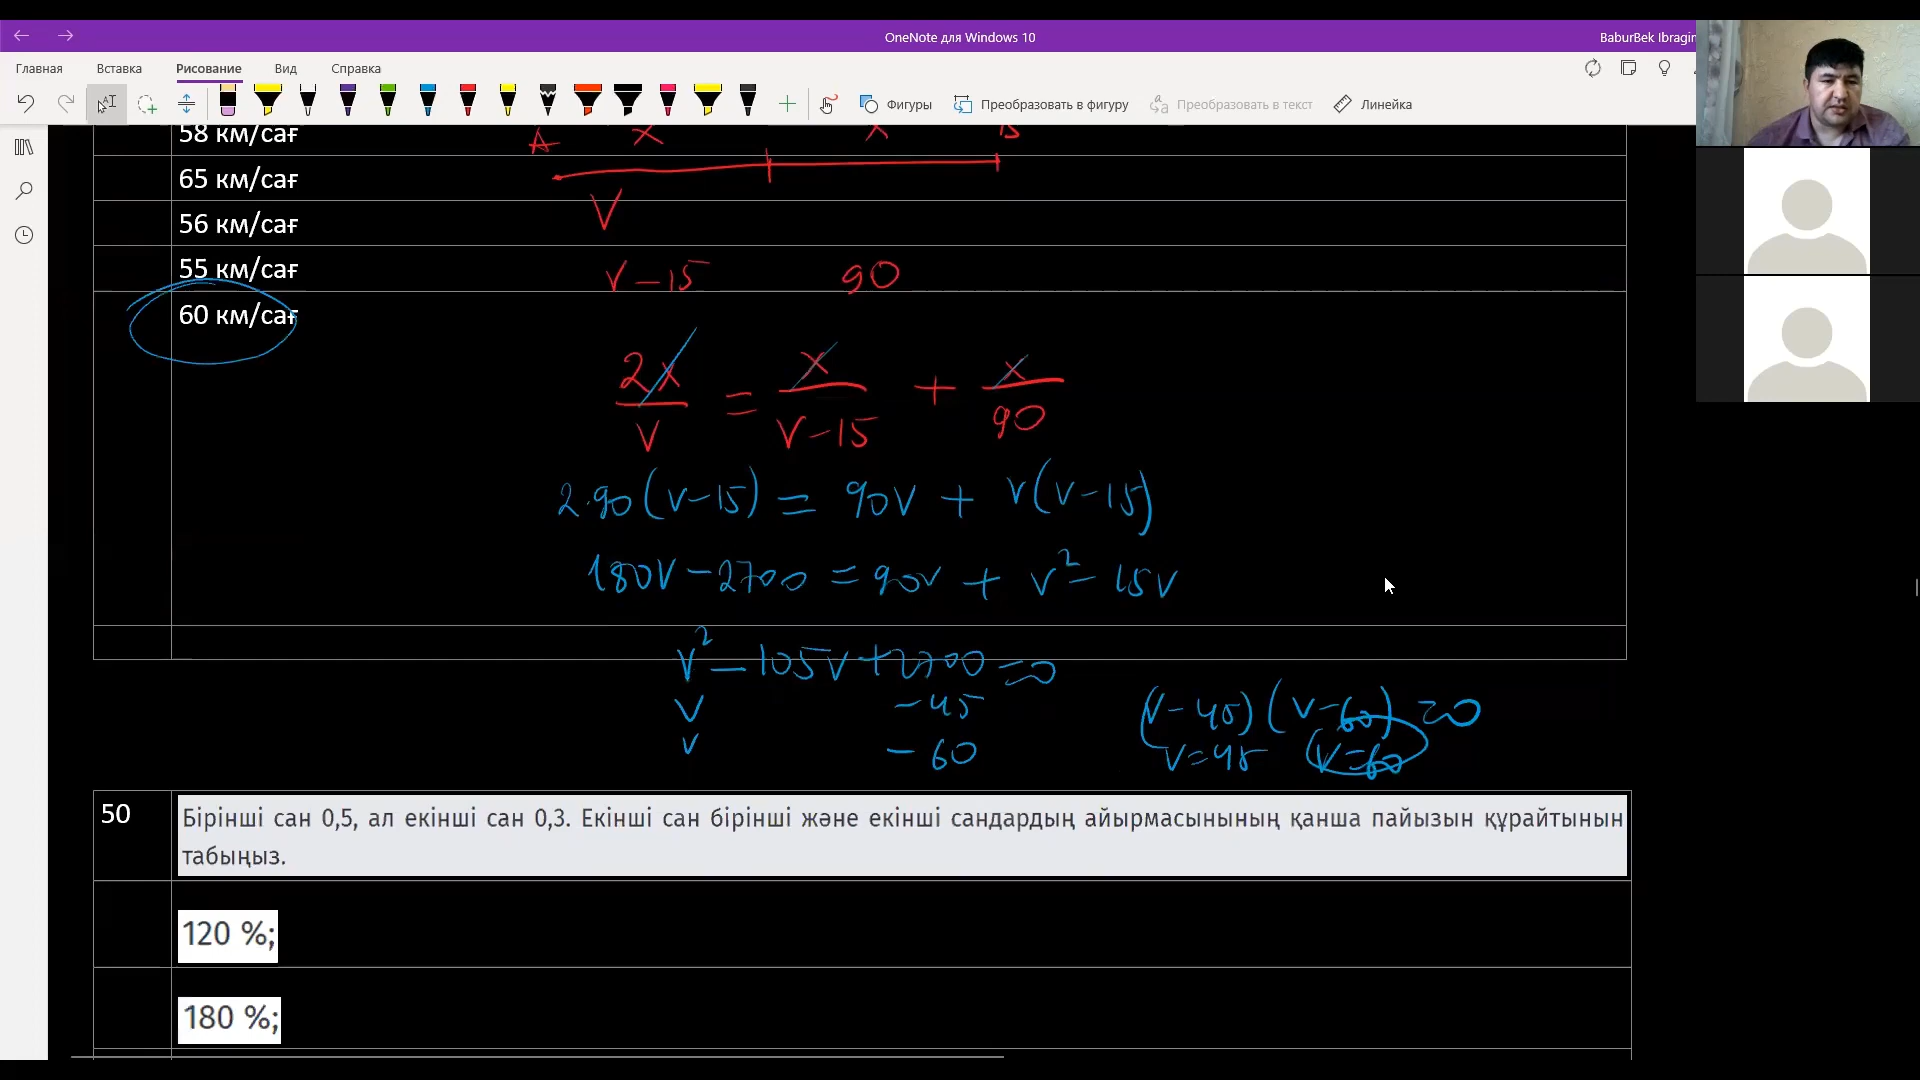 OneNote для Windows 10
BaburBek Ibragin
Главная Вставка Рисование Вид Справка
Фигуры Преобразовать в фигуру Преобразовать в текст Линейка
58 км/сағ
A x x B
65 км/сағ
V
56 км/сағ
55 км/сағ
V-15 90
60 км/сағ
2x/V = x/V-15 + x/90
2·90(V-15) = 90V + V(V-15)
180V-2700 = 90V + V²-15V
V²-105V+2700=0
V -45
V -60
(V-45)(V-60)=0
V=45 V=60
50
Бірінші сан 0,5, ал екінші сан 0,3. Екінші сан бірінші және екінші сандардың айырмасынының қанша пайызын құрайтынын
табыңыз.
120 %;
180 %;